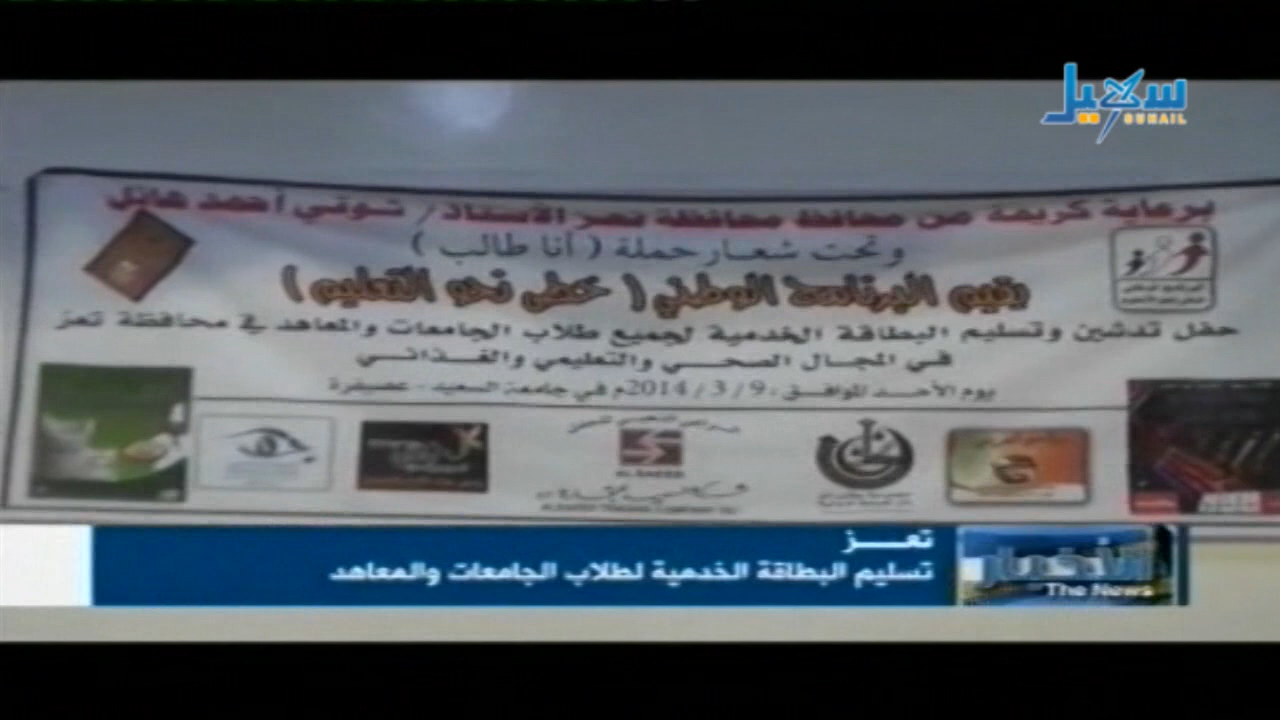 سهيل
SUHAIL
برعاية كريمة من محافظ محافظة تعز الأستاذ/ شوقي أحمد هائل
وتحت شعار حملة ( أنا طالب )
يقيم البرنامج الوطني ( خطى نحو التعليم )
حفل تدشين وتسليم البطاقة الخدمية لجميع طلاب الجامعات والمعاهد في محافظة تعز
في المجال الصحي والتعليمي والغذائي
يوم الأحد الموافق : 9 / 3 / 2014م في جامعة السعيد - عصيفرة
AL SAEED
تعـــز
تسليم البطاقة الخدمية لطلاب الجامعات والمعاهد
الأخبار
The News